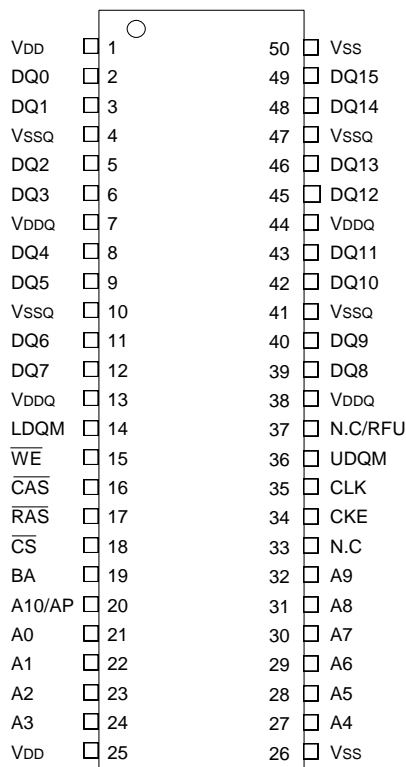 VDD 1 50 VSS
DQ0 2 49 DQ15
DQ1 3 48 DQ14
VSSQ 4 47 VSSQ
DQ2 5 46 DQ13
DQ3 6 45 DQ12
VDDQ 7 44 VDDQ
DQ4 8 43 DQ11
DQ5 9 42 DQ10
VSSQ 10 41 VSSQ
DQ6 11 40 DQ9
DQ7 12 39 DQ8
VDDQ 13 38 VDDQ
LDQM 14 37 N.C/RFU
W̅E̅ 15 36 UDQM
C̅A̅S̅ 16 35 CLK
R̅A̅S̅ 17 34 CKE
C̅S̅ 18 33 N.C
BA 19 32 A9
A10/AP 20 31 A8
A0 21 30 A7
A1 22 29 A6
A2 23 28 A5
A3 24 27 A4
VDD 25 26 VSS